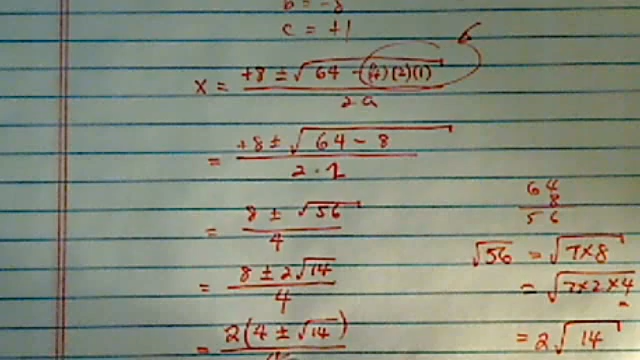 b = -8
c = +1
x = (+8 ± √(64 - (4)(2)(1))) / 2a
= (+8 ± √(64 - 8)) / (2 · 2)
= (8 ± √56) / 4
= (8 ± 2√14) / 4
= 2(4 ± √14)
64
8
56
√56 = √(7×8)
= √(7×2×4)
= 2√14